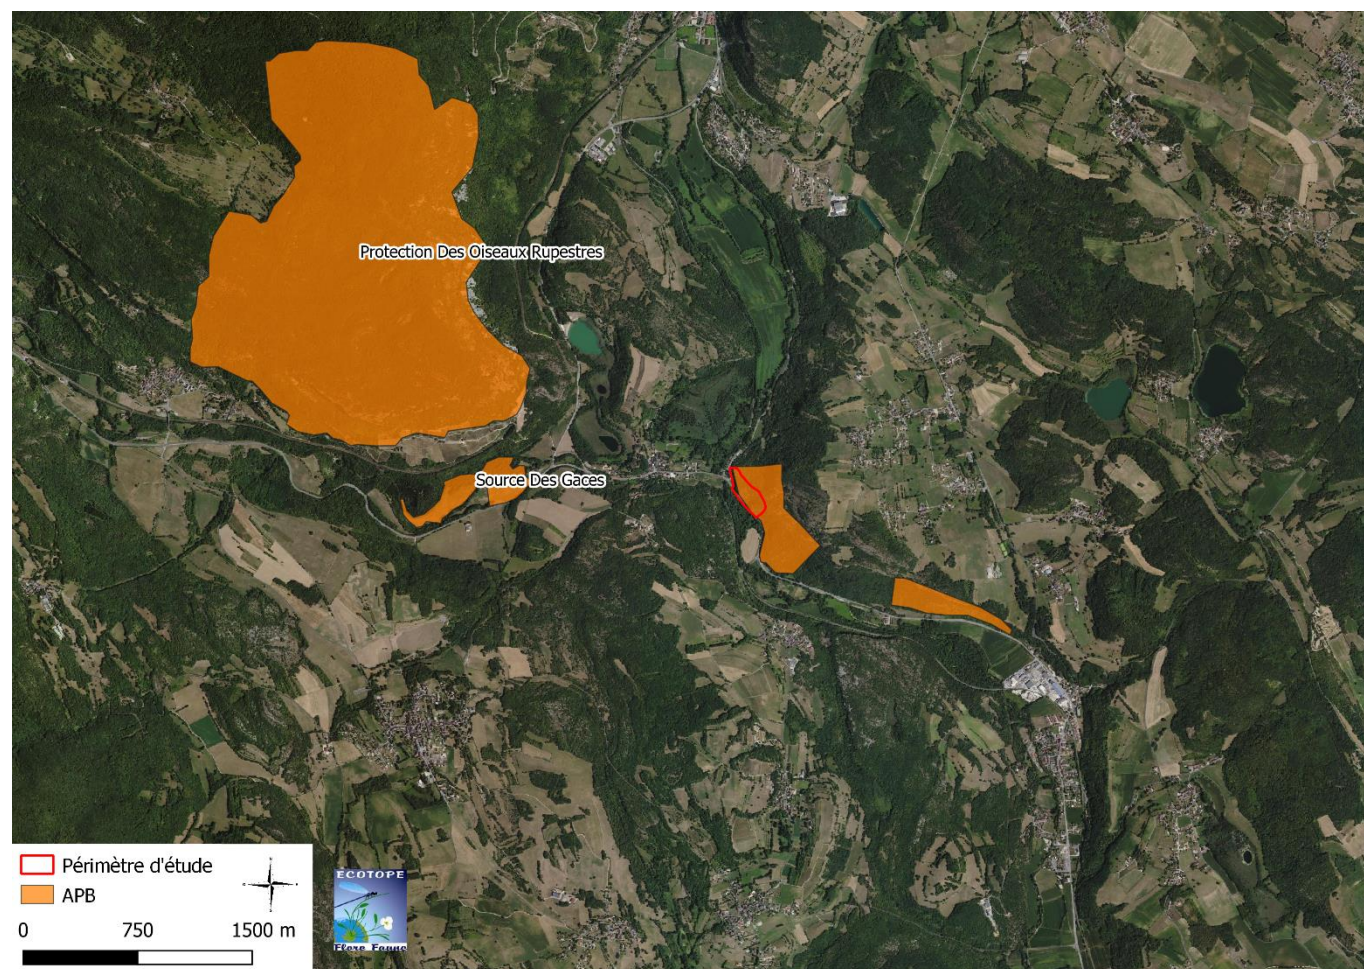 Protection Des Oiseaux Rupestres
Source Des Gaces
Périmètre d'étude
APB
0 750 1500 m
ECOTOPE
Flore Faune